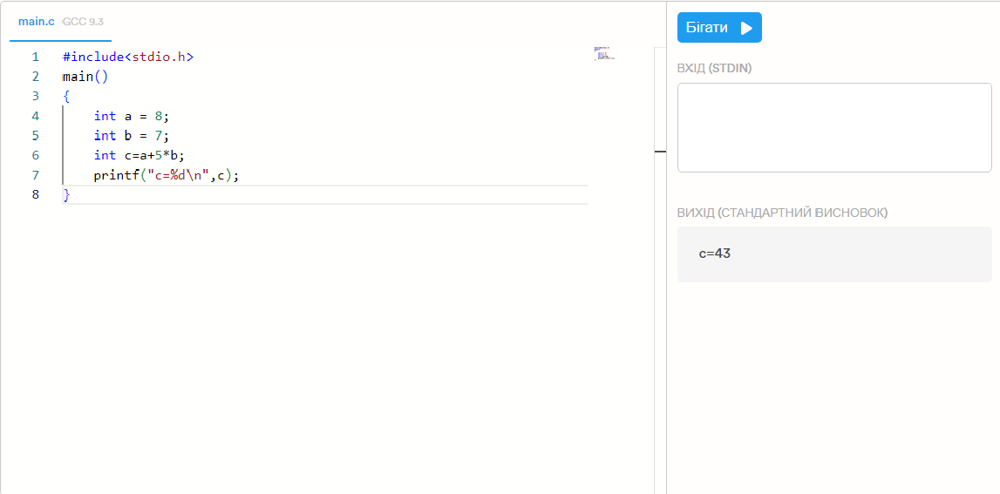 main.c GCC 9.3
1 #include<stdio.h>
2 main()
3 {
4 int a = 8;
5 int b = 7;
6 int c=a+5*b;
7 printf("c=%d\n",c);
8 }
Бігати
ВХІД (STDIN)
ВИХІД (СТАНДАРТНИЙ ВИСНОВОК)
c=43